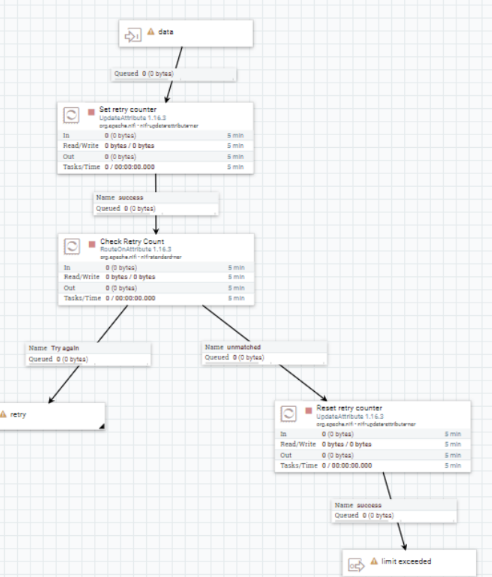 data
Queued 0 (0 bytes)
Set retry counter
UpdateAttribute 1.16.3
org.apache.nifi - nifi-update-attribute-nar
In 0 (0 bytes) 5 min
Read/Write 0 bytes / 0 bytes 5 min
Out 0 (0 bytes) 5 min
Tasks/Time 0 / 00:00:00.000 5 min
Name success
Queued 0 (0 bytes)
Check Retry Count
RouteOnAttribute 1.16.3
org.apache.nifi - nifi-standard-nar
In 0 (0 bytes) 5 min
Read/Write 0 bytes / 0 bytes 5 min
Out 0 (0 bytes) 5 min
Tasks/Time 0 / 00:00:00.000 5 min
Name Try again
Queued 0 (0 bytes)
Name unmatched
Queued 0 (0 bytes)
retry
Reset retry counter
UpdateAttribute 1.16.3
org.apache.nifi - nifi-update-attribute-nar
In 0 (0 bytes) 5 min
Read/Write 0 bytes / 0 bytes 5 min
Out 0 (0 bytes) 5 min
Tasks/Time 0 / 00:00:00.000 5 min
Name success
Queued 0 (0 bytes)
limit exceeded